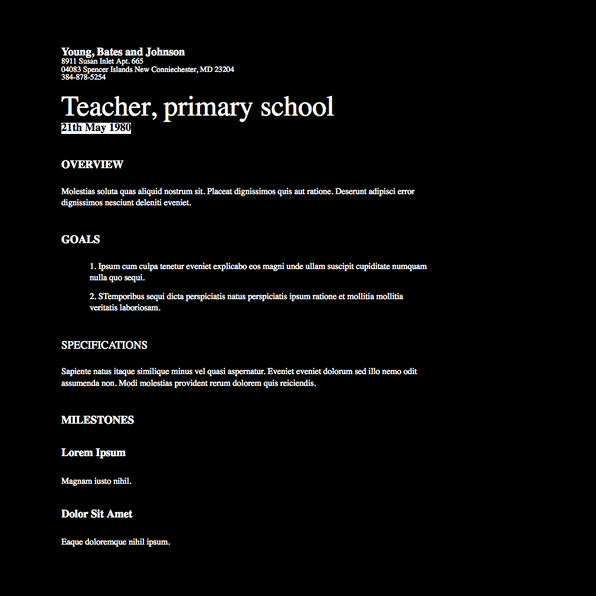 Young, Bates and Johnson
8911 Susan Inlet Apt. 665
04083 Spencer Islands New Conniechester, MD 23204
384-878-5254
Teacher, primary school
21th May 1980
OVERVIEW
Molestias soluta quas aliquid nostrum sit. Placeat dignissimos quis aut ratione. Deserunt adipisci error
dignissimos nesciunt deleniti eveniet.
GOALS
1. Ipsum cum culpa tenetur eveniet explicabo eos magni unde ullam suscipit cupiditate numquam
nulla quo sequi.
2. STemporibus sequi dicta perspiciatis natus perspiciatis ipsum ratione et mollitia mollitia
veritatis laboriosam.
SPECIFICATIONS
Sapiente natus itaque similique minus vel quasi aspernatur. Eveniet eveniet dolorum sed illo nemo odit
assumenda non. Modi molestias provident rerum dolorem quis reiciendis.
MILESTONES
Lorem Ipsum
Magnam iusto nihil.
Dolor Sit Amet
Eaque doloremque nihil ipsum.